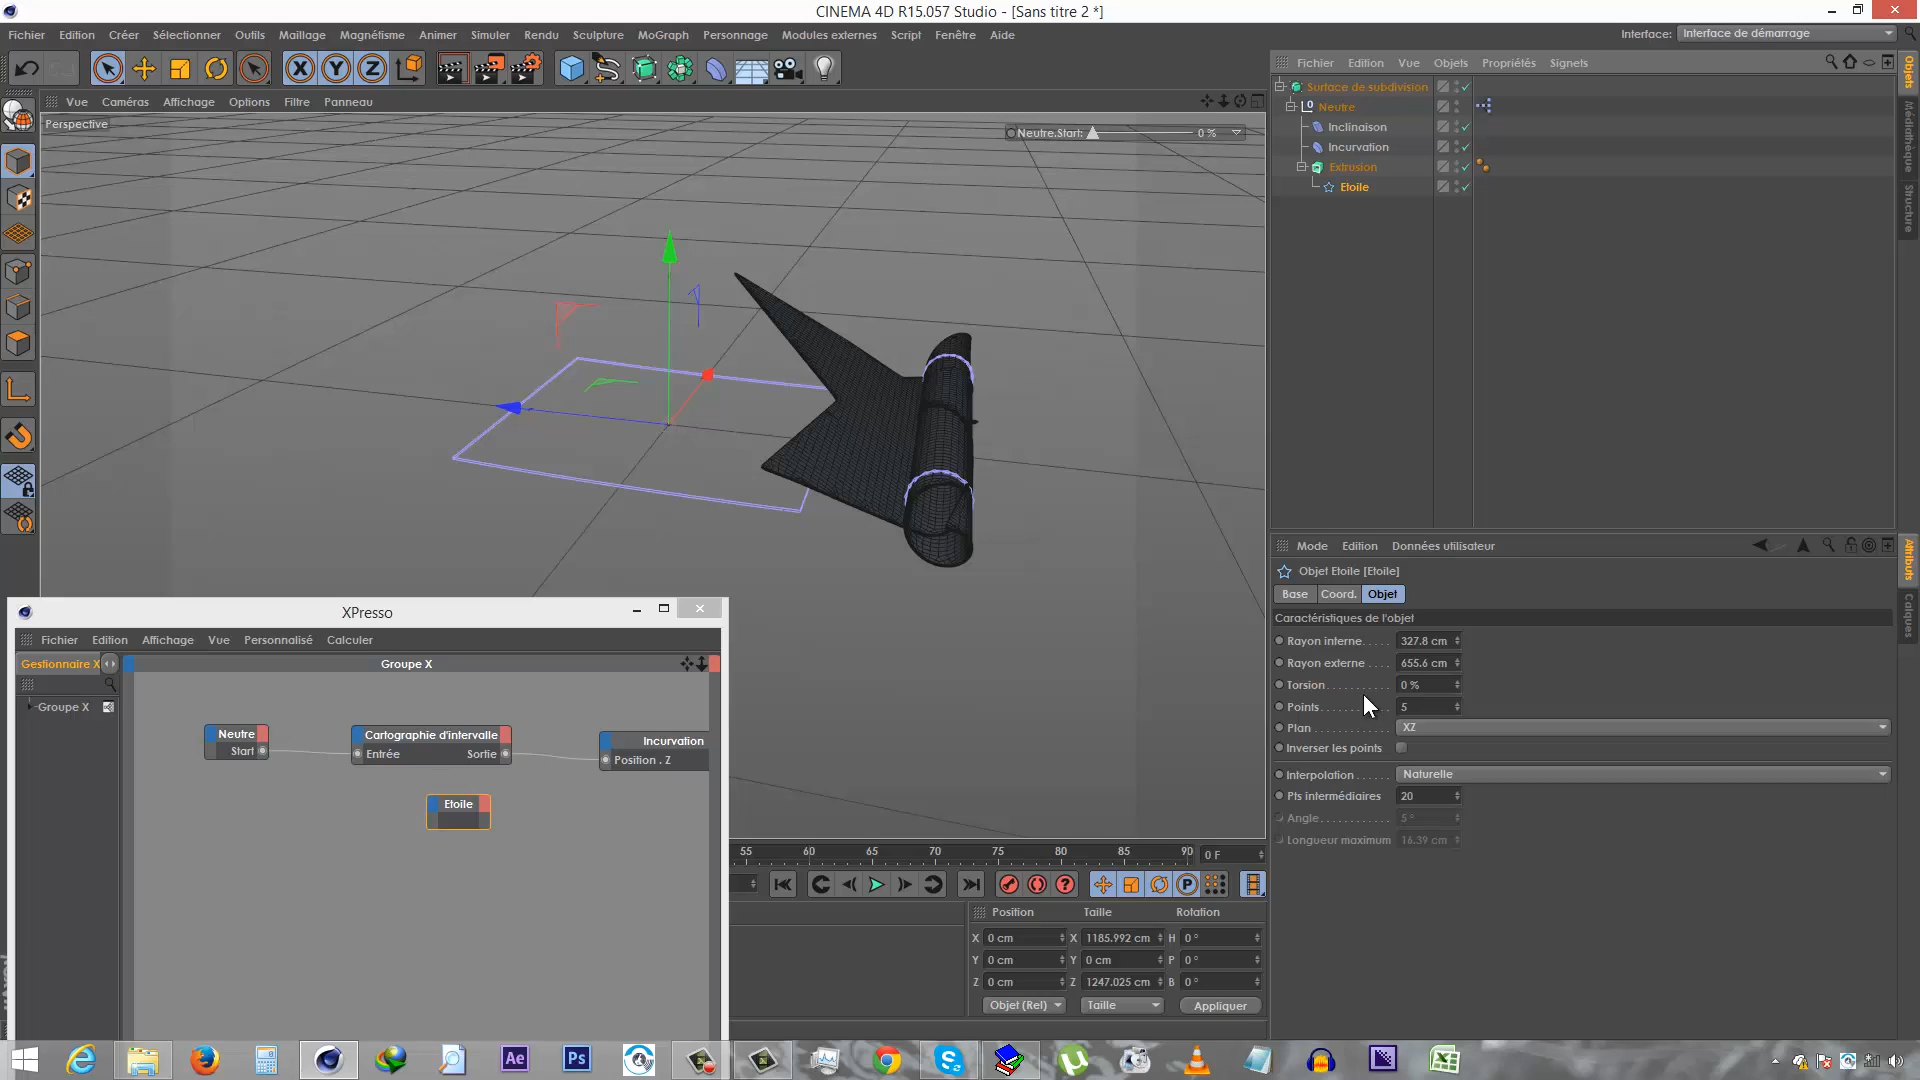 CINEMA 4D R15.057 Studio - [Sans titre 2 *]
Fichier Edition Créer Sélectionner Outils Maillage Magnétisme Animer Simuler Rendu Sculpture MoGraph Personnage Modules externes Script Fenêtre Aide
Interface: Interface de démarrage
X Y Z
Vue Caméras Affichage Options Filtre Panneau
Perspective
Neutre.Start: 0 %
Fichier Edition Vue Objets Propriétés Signets
Surface de subdivision
Neutre
Inclinaison
Incurvation
Extrusion
Etoile
Objets
Médiathèque
Structure
Mode Edition Données utilisateur
Objet Etoile [Etoile]
Base Coord. Objet
Caractéristiques de l'objet
Rayon interne. . . . 327.8 cm
Rayon externe . . . . 655.6 cm
Torsion . . . . . . . . . . . 0 %
Points. . . . . . . . . . . . 5
Plan . . . . . . . . . . . . . XZ
Inverser les points
Interpolation . . . . . . Naturelle
Pts intermédiaires 20
Angle. . . . . . . . . . . . 5 °
Longueur maximum 16.39 cm
Attributs
Calques
XPresso
Fichier Edition Affichage Vue Personnalisé Calculer
Gestionnaire X
Groupe X
Groupe X
Neutre
Start
Cartographie d'intervalle
Entrée Sortie
Incurvation
Position . Z
Etoile
55 60 65 70 75 80 85 90 0 F
Position Taille Rotation
X 0 cm X 1185.992 cm H 0 °
Y 0 cm Y 0 cm P 0 °
Z 0 cm Z 1247.025 cm B 0 °
Objet (Rel) Taille Appliquer
Ae Ps